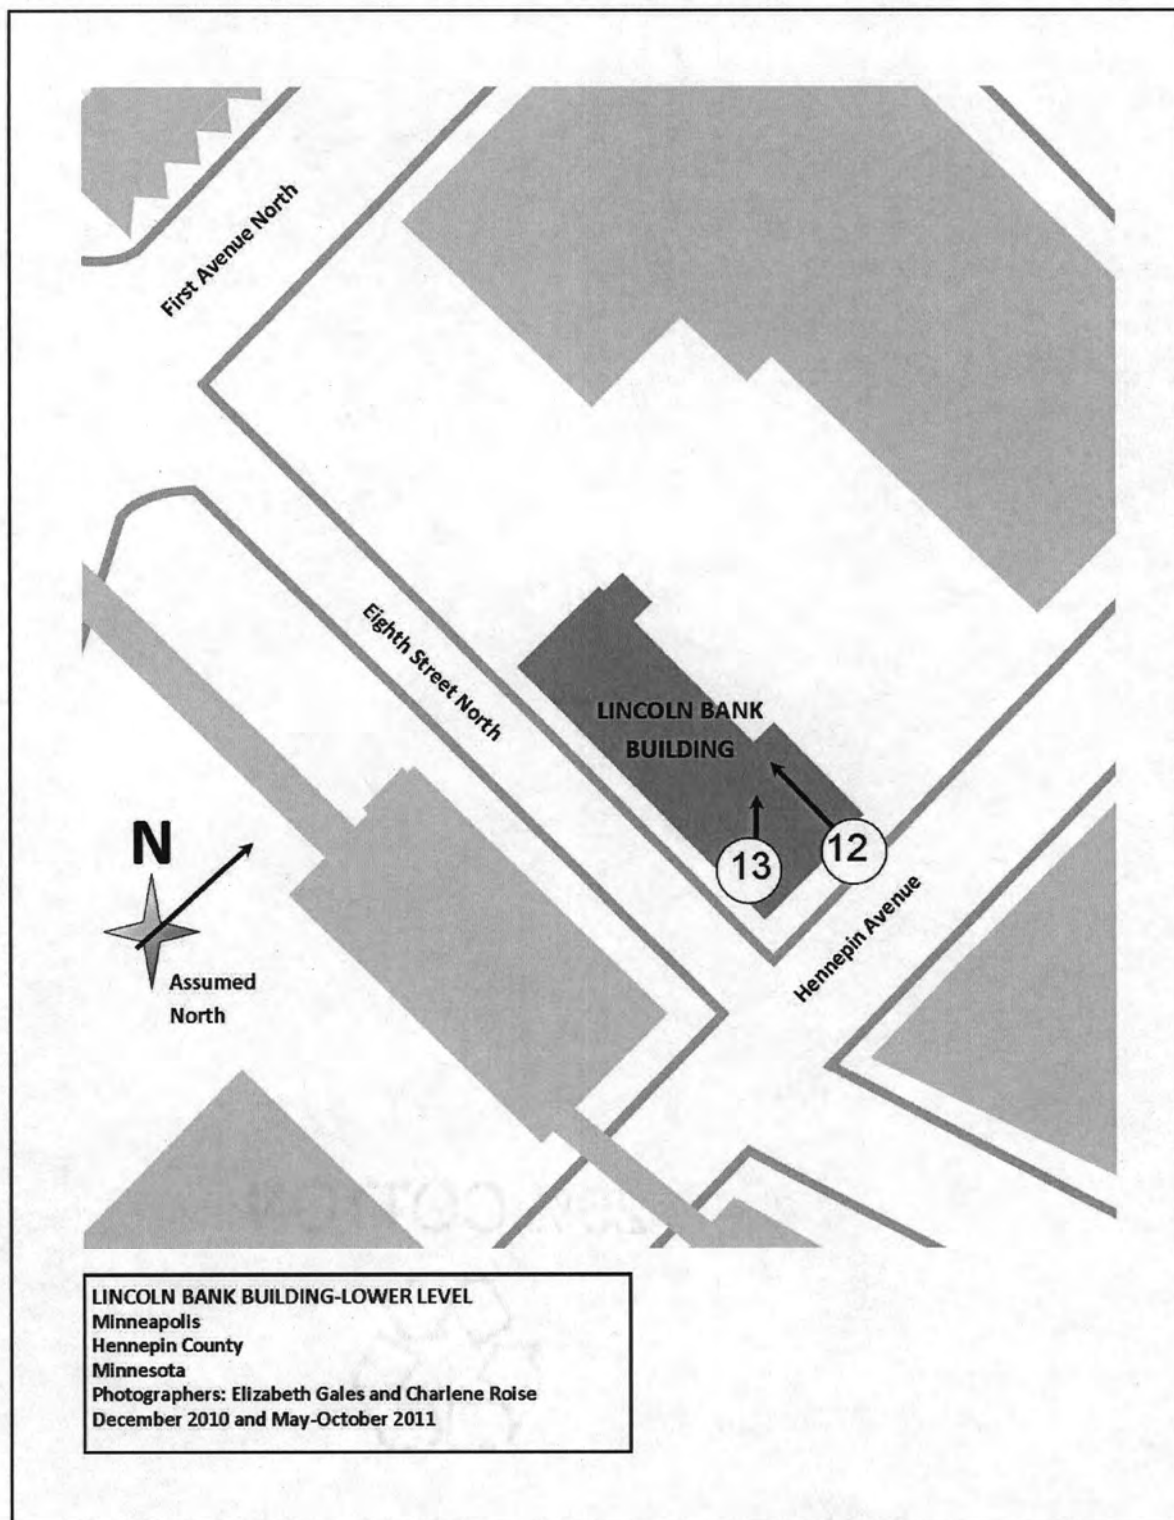 First Avenue North
Eighth Street North
LINCOLN BANK
BUILDING
13
12
Hennepin Avenue
N
Assumed
North
COTTON
LINCOLN BANK BUILDING-LOWER LEVEL
Minneapolis
Hennepin County
Minnesota
Photographers: Elizabeth Gales and Charlene Roise
December 2010 and May-October 2011